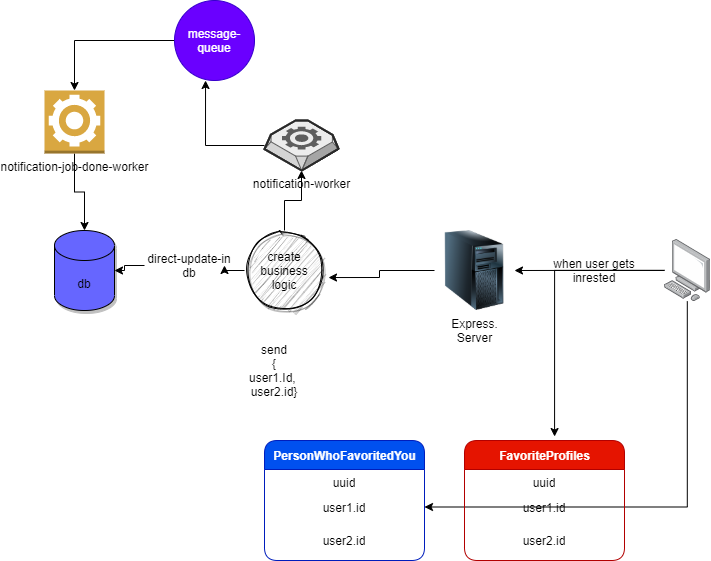 message-
queue
notification-job-done-worker
notification-worker
direct-update-in
db
create
business
logic
db
when user gets
inrested
Express.
Server
send
{
user1.Id,
user2.id}
PersonWhoFavoritedYou
uuid
user1.id
user2.id
FavoriteProfiles
uuid
user1.id
user2.id